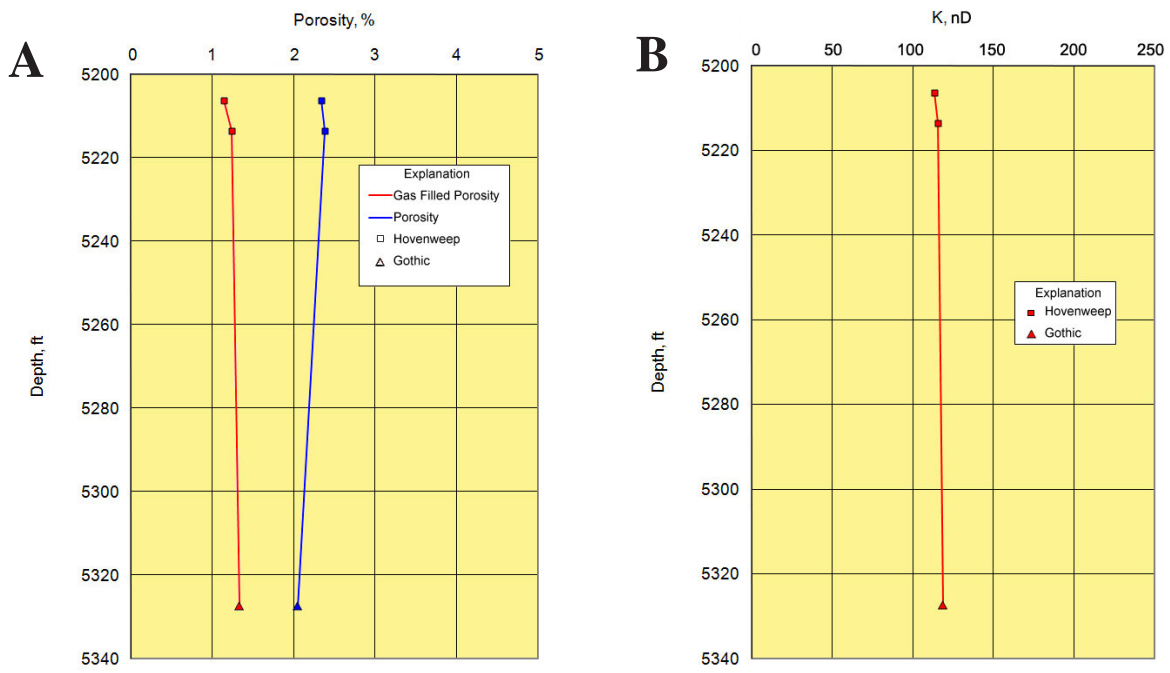 A
Porosity, %
0 1 2 3 4 5
5200
5220
5240
5260
5280
5300
5320
5340
Depth, ft
Explanation
Gas Filled Porosity
Porosity
Hovenweep
Gothic
B
K, nD
0 50 100 150 200 250
5200
5220
5240
5260
5280
5300
5320
5340
Depth, ft
Explanation
Hovenweep
Gothic